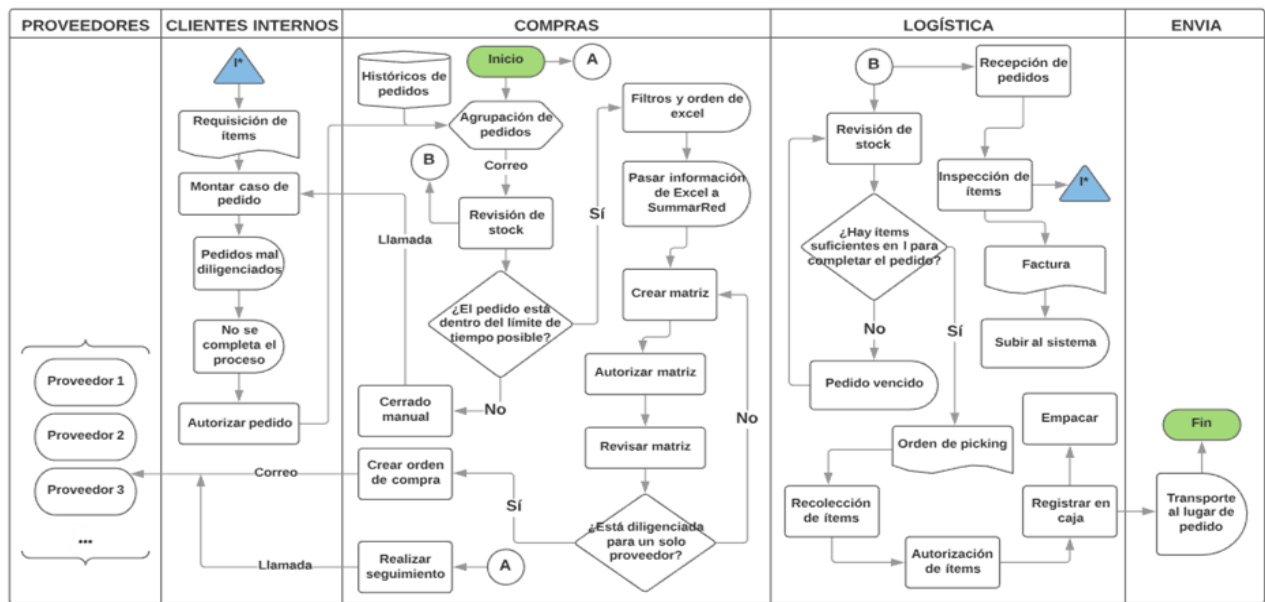 PROVEEDORES
CLIENTES INTERNOS
COMPRAS
LOGÍSTICA
ENVIA
Proveedor 1
Proveedor 2
Proveedor 3
...
I*
Requisición de
ítems
Montar caso de
pedido
Pedidos mal
diligenciados
No se
completa el
proceso
Autorizar pedido
Históricos de
pedidos
Inicio
A
Agrupación de
pedidos
Correo
B
Revisión de
stock
Llamada
¿El pedido está
dentro del límite de
tiempo posible?
Sí
No
Cerrado
manual
Filtros y orden de
excel
Pasar información
de Excel a
SummarRed
Crear matriz
Autorizar matriz
Revisar matriz
No
¿Está diligenciada
para un solo
proveedor?
Sí
Crear orden
de compra
Correo
A
Realizar
seguimiento
Llamada
B
Recepción de
pedidos
Revisión de
stock
Inspección de
ítems
I*
¿Hay ítems
suficientes en I para
completar el pedido?
Factura
No
Sí
Subir al sistema
Pedido vencido
Empacar
Orden de picking
Recolección
de ítems
Autorización
de ítems
Registrar en
caja
Fin
Transporte
al lugar de
pedido